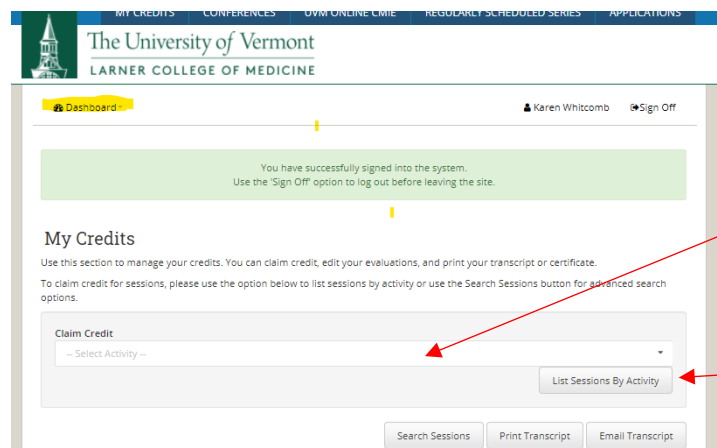 MY CREDITS CONFERENCES UVM ONLINE CMIE REGULARLY SCHEDULED SERIES APPLICATIONS
The University of Vermont
LARNER COLLEGE OF MEDICINE
Dashboard
Karen Whitcomb Sign Off
You have successfully signed into the system.
Use the 'Sign Off' option to log out before leaving the site.
My Credits
Use this section to manage your credits. You can claim credit, edit your evaluations, and print your transcript or certificate.
To claim credit for sessions, please use the option below to list sessions by activity or use the Search Sessions button for advanced search
options.
Claim Credit
-- Select Activity --
List Sessions By Activity
Search Sessions Print Transcript Email Transcript